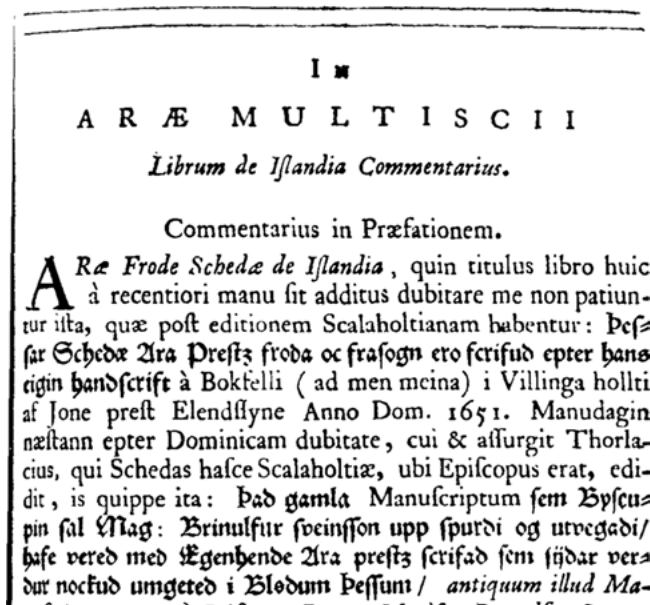 IN
ARÆ MULTISCII
Librum de Iſlandia Commentarius.
Commentarius in Præfationem.
ARæ Frode Schedæ de Iſlandia, quin titulus libro huic
à recentiori manu ſit additus dubitare me non patiun-
tur iſta, quæ poſt editionem Scalaholtianam habentur: Þeſ⸗
ſar Schedæ Ara Preſtz froda oc fraſogn ero ſcrifud epter hans
eigin handſcrift à Bokfelli (ad men meina) i Villinga hollti
af Jone preſt Elendſſyne Anno Dom. 1651. Manudagin
næſtann epter Dominicam dubitate, cui & aſſurgit Thorla-
cius, qui Schedas haſce Scalaholtiæ, ubi Epiſcopus erat, edi-
dit, is quippe ita: Þad gamla Manuſcriptum ſem Byſcu-
pin ſal Mag: Brinulfur ſveinſſon upp ſpurdi og utvegadi/
hafe vered med Egenhende Ara preſtz ſcrifad ſem ſijdar ver⸗
dur nockud umgeted i Blødum Þeſſum/ antiquum illud Ma-